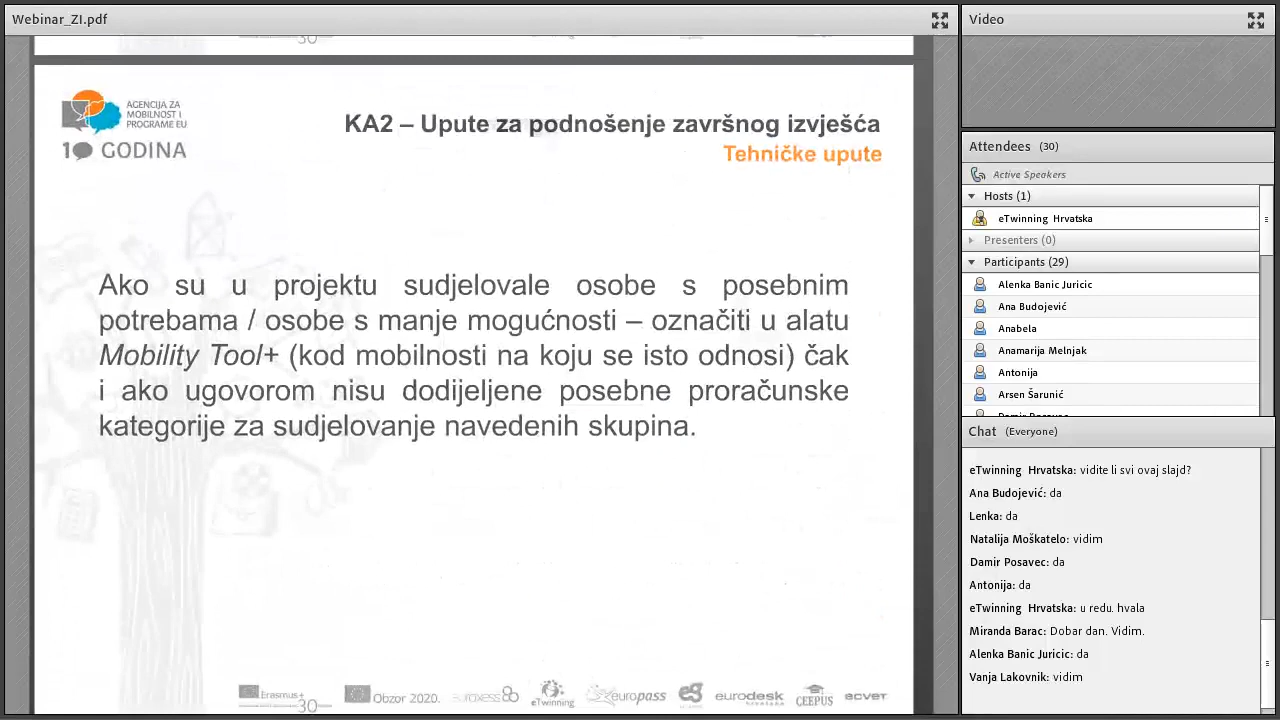 Webinar_ZI.pdf
30
AGENCIJA ZA
MOBILNOST I
PROGRAME EU
10 GODINA
KA2 – Upute za podnošenje završnog izvješća
Tehničke upute
Ako su u projektu sudjelovale osobe s posebnim
potrebama / osobe s manje mogućnosti – označiti u alatu
Mobility Tool+ (kod mobilnosti na koju se isto odnosi) čak
i ako ugovorom nisu dodijeljene posebne proračunske
kategorije za sudjelovanje navedenih skupina.
Erasmus+
30
Obzor 2020.
euraxess
eTwinning
europass
eurodesk
hrvatska
CEEPUS
ecvet
Video
Attendees (30)
Active Speakers
Hosts (1)
eTwinning Hrvatska
Presenters (0)
Participants (29)
Alenka Banic Juricic
Ana Budojević
Anabela
Anamarija Melnjak
Antonija
Arsen Šarunić
Damir Posavec
Chat (Everyone)
eTwinning Hrvatska: vidite li svi ovaj slajd?
Ana Budojević: da
Lenka: da
Natalija Moškatelo: vidim
Damir Posavec: da
Antonija: da
eTwinning Hrvatska: u redu. hvala
Miranda Barac: Dobar dan. Vidim.
Alenka Banic Juricic: da
Vanja Lakovnik: vidim